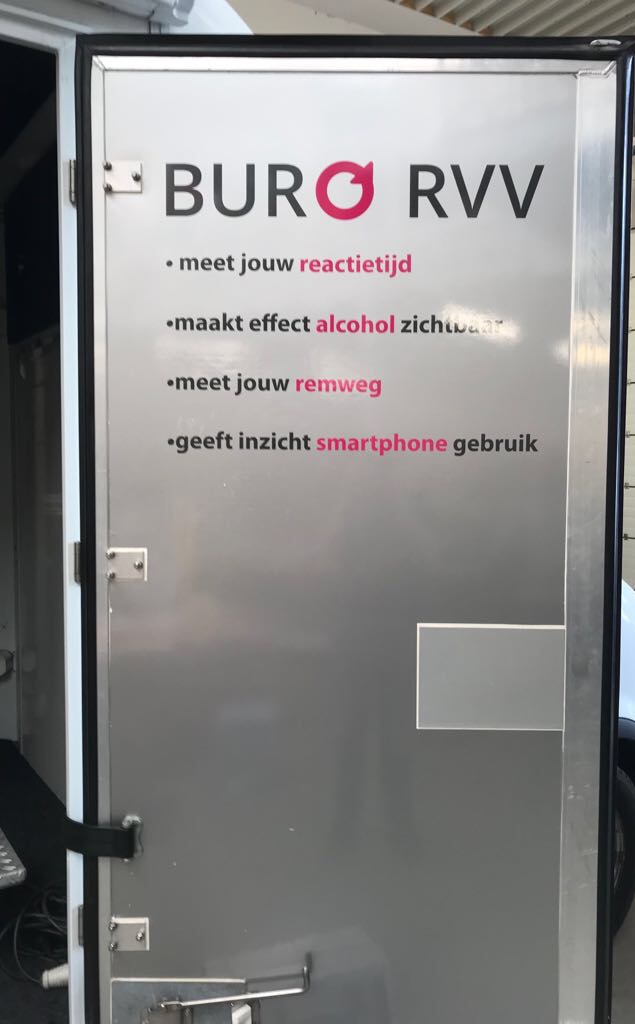 BURO RVV
• meet jouw reactietijd
•maakt effect alcohol zichtbaar
•meet jouw remweg
•geeft inzicht smartphone gebruik